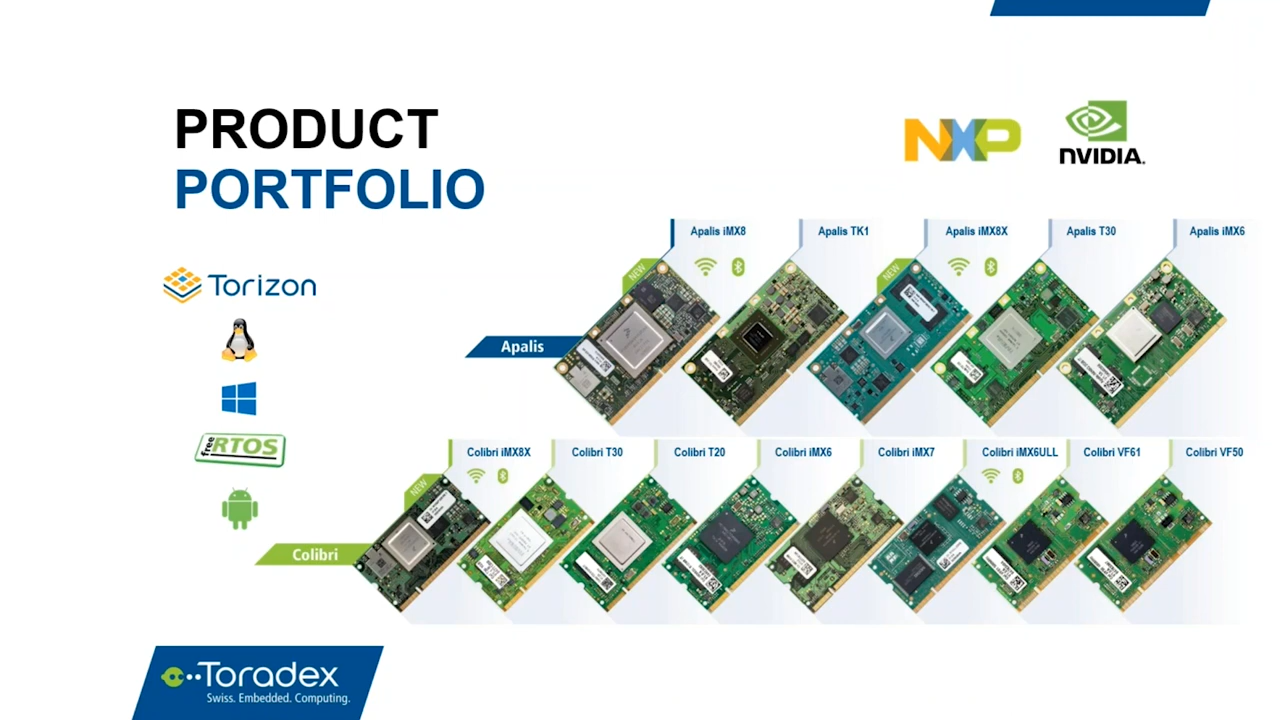 PRODUCT
PORTFOLIO
NXP
NVIDIA.
Torizon
freeRTOS
Apalis iMX8
Apalis TK1
Apalis iMX8X
Apalis T30
Apalis iMX6
NEW
NEW
Apalis
Colibri iMX8X
Colibri T30
Colibri T20
Colibri iMX6
Colibri iMX7
Colibri iMX6ULL
Colibri VF61
Colibri VF50
NEW
Colibri
Toradex
Swiss. Embedded. Computing.